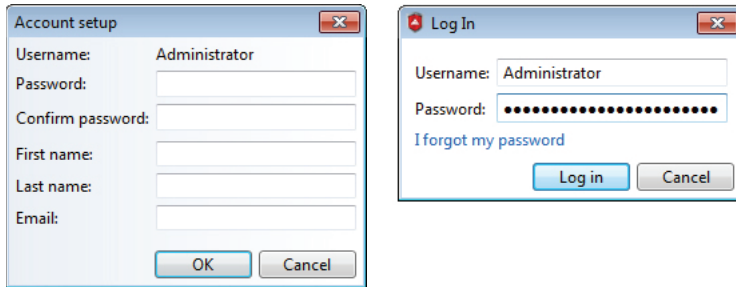 Account setup
Username: Administrator
Password:
Confirm password:
First name:
Last name:
Email:
OK Cancel
Log In
Username: Administrator
Password: ●●●●●●●●●●●●●●●●●●●●●●●
I forgot my password
Log in Cancel